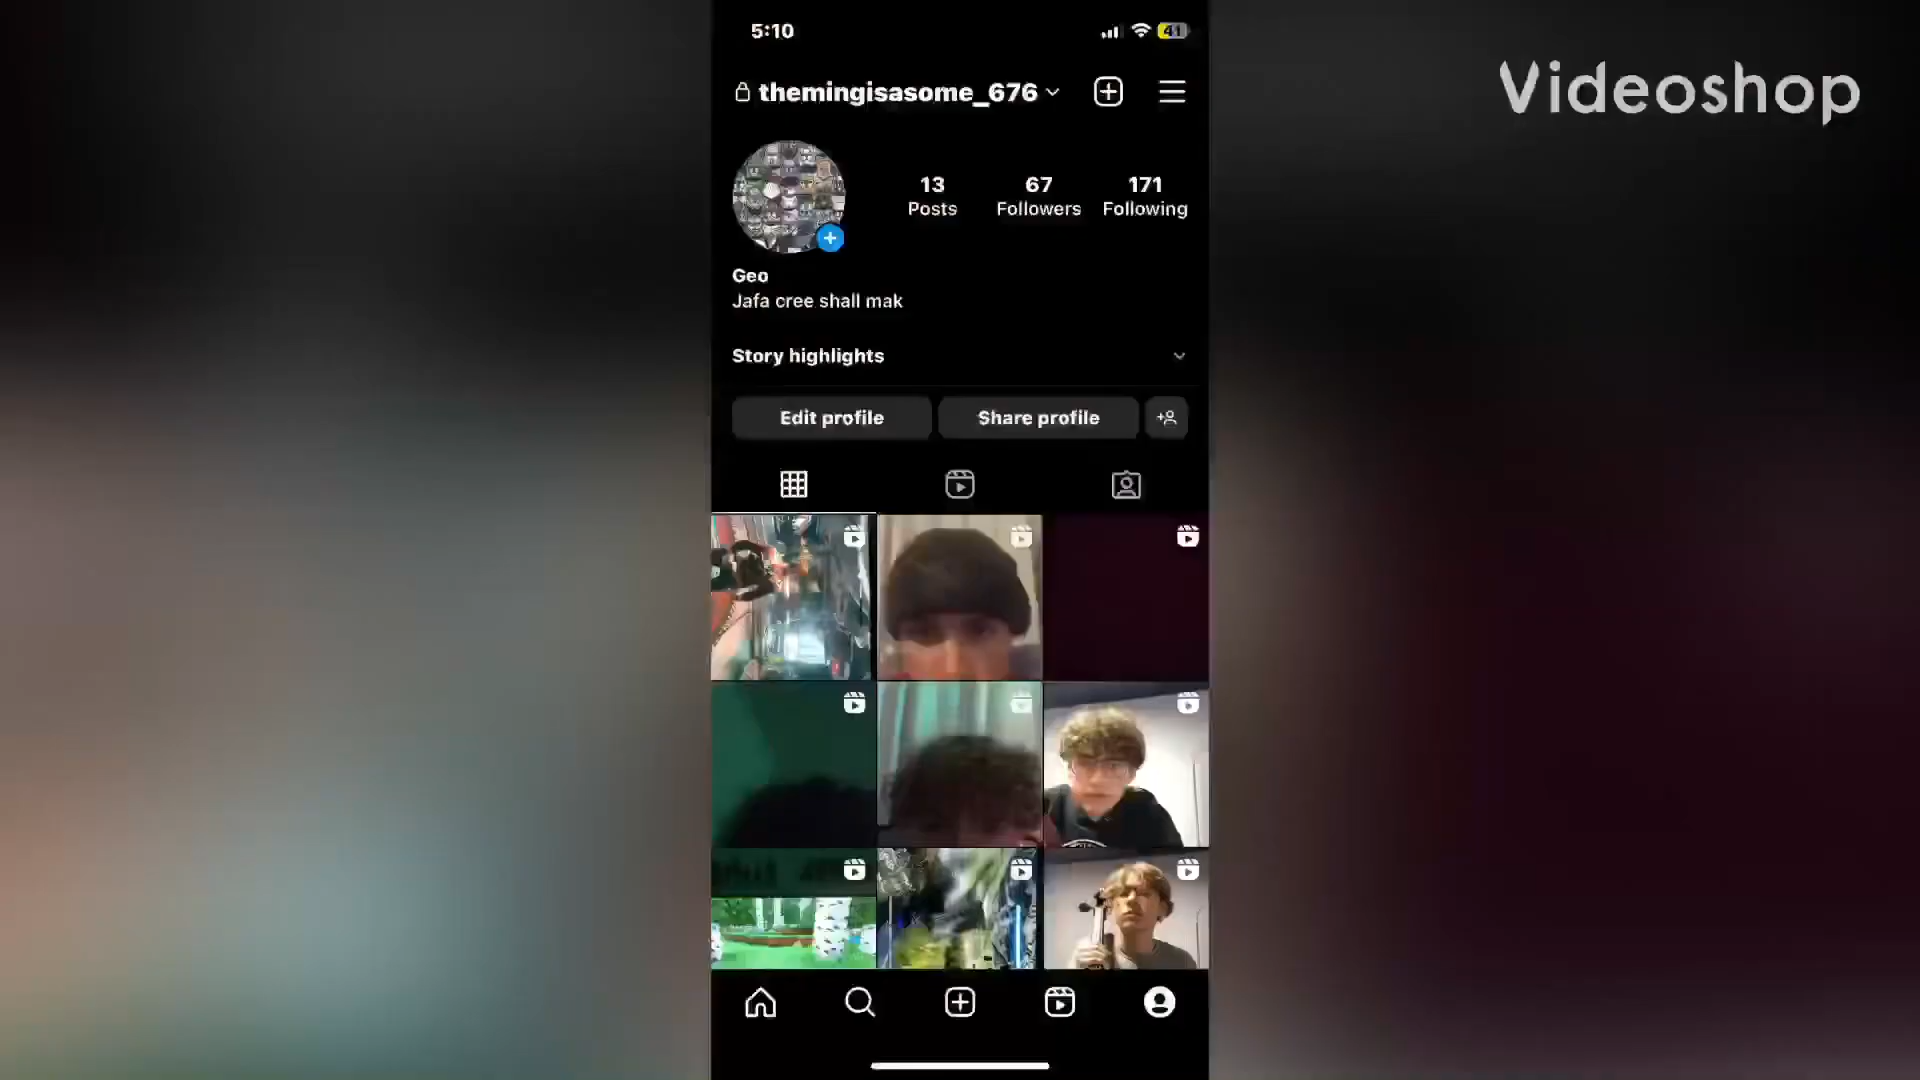 5:10
41
Videoshop
themingisasome_676
13
Posts
67
Followers
171
Following
Geo
Jafa cree shall mak
Story highlights
Edit profile
Share profile